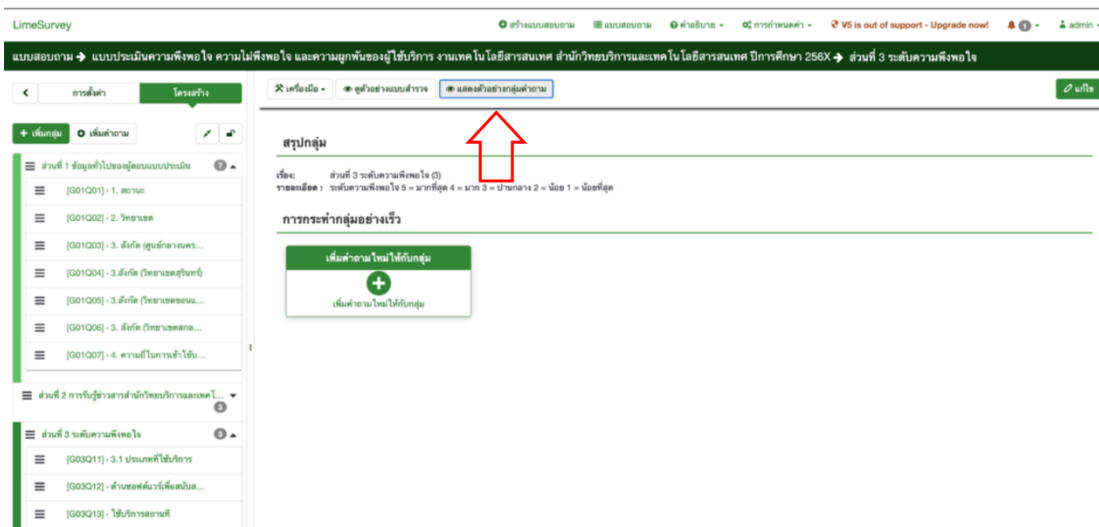 LimeSurvey
สร้างแบบสอบถาม แบบสอบถาม คำอธิบาย การกำหนดค่า V5 is out of support - Upgrade now! 1 admin
แบบสอบถาม แบบประเมินความพึงพอใจ ความไม่พึงพอใจ และความผูกพันของผู้ใช้บริการ งานเทคโนโลยีสารสนเทศ สำนักวิทยบริการและเทคโนโลยีสารสนเทศ ปีการศึกษา 256X ส่วนที่ 3 ระดับความพึงพอใจ
การตั้งค่า โครงสร้าง
เครื่องมือ ดูตัวอย่างแบบสำรวจ แสดงตัวอย่างกลุ่มคำถาม แก้ไข
+ เพิ่มกลุ่ม เพิ่มคำถาม
สรุปกลุ่ม
เรื่อง: ส่วนที่ 3 ระดับความพึงพอใจ (3)
รายละเอียด : ระดับความพึงพอใจ 5 = มากที่สุด 4 = มาก 3 = ปานกลาง 2 = น้อย 1 = น้อยที่สุด
การกระทำกลุ่มอย่างเร็ว
เพิ่มคำถามใหม่ให้กับกลุ่ม
เพิ่มคำถามใหม่ให้กับกลุ่ม
ส่วนที่ 1 ข้อมูลทั่วไปของผู้ตอบแบบประเมิน 7
[G01Q01] › 1. สถานะ
[G01Q02] › 2. วิทยาเขต
[G01Q03] › 3. สังกัด (ศูนย์กลางนคร...
[G01Q04] › 3.สังกัด (วิทยาเขตสุรินทร์)
[G01Q05] › 3.สังกัด (วิทยาเขตขอนแ...
[G01Q06] › 3. สังกัด (วิทยาเขตสกล...
[G01Q07] › 4. ความถี่ในการเข้าใช้บ...
ส่วนที่ 2 การรับรู้ข่าวสารสำนักวิทยบริการและเทคโ... 3
ส่วนที่ 3 ระดับความพึงพอใจ 3
[G03Q11] › 3.1 ประเภทที่ใช้บริการ
[G03Q12] › ด้านซอฟต์แวร์เพื่อสนับส...
[G03Q13] › ใช้บริการสถานที่